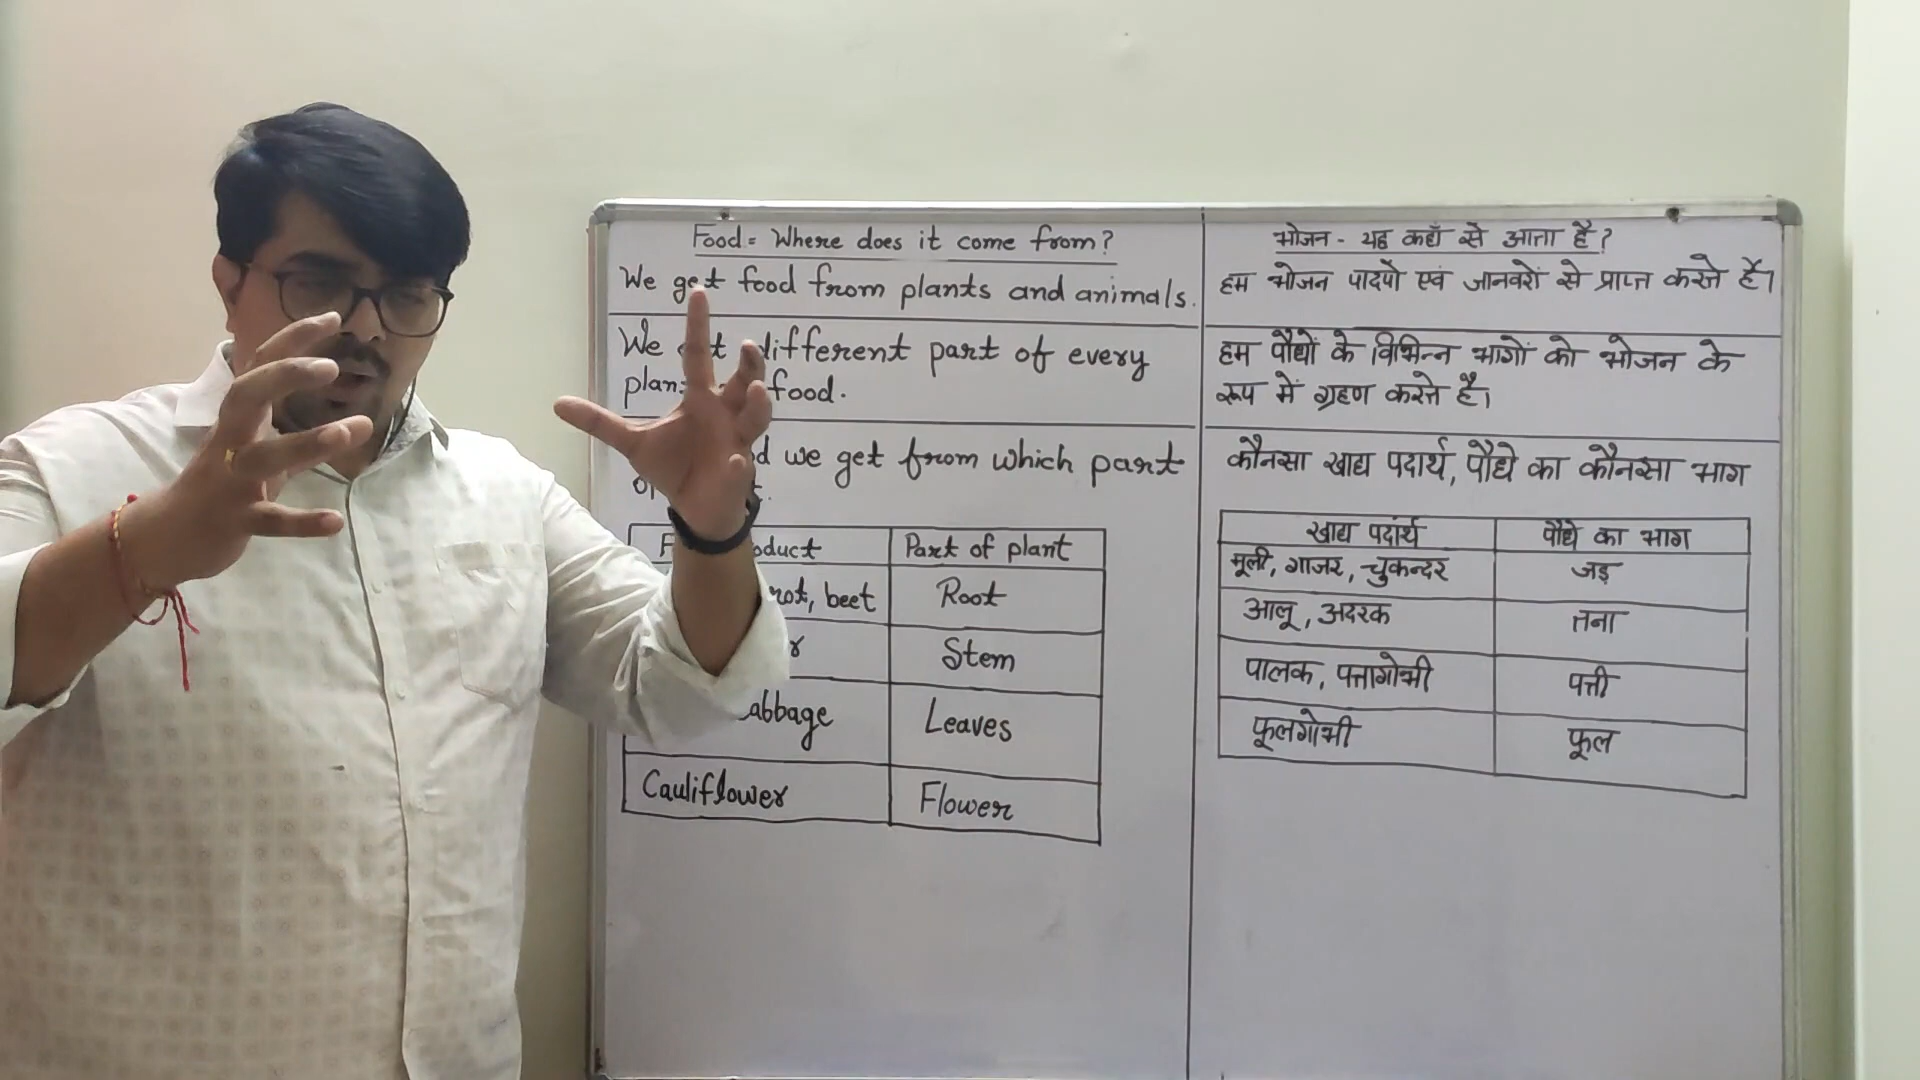 Food = Where does it come from?
We get food from plants and animals.
We different part of every
food.
we get from which part
Part of plant
beet
Root
Stem
Leaves
Cauliflower
Flower
भोजन - यह कहाँ से आता है?
हम भोजन पादपों एवं जानवरों से प्राप्त करते हैं।
हम पौधों के विभिन्न भागों को भोजन के
रूप में ग्रहण करते है।
कौनसा खाद्य पदार्थ, पौधे का कौनसा भाग
खाद्य पदार्थ
पौधे का भाग
मूली, गाजर, चुकन्दर
जड़
आलू, अदरक
तना
पालक, पत्तागोभी
पत्ती
फूलगोभी
फूल